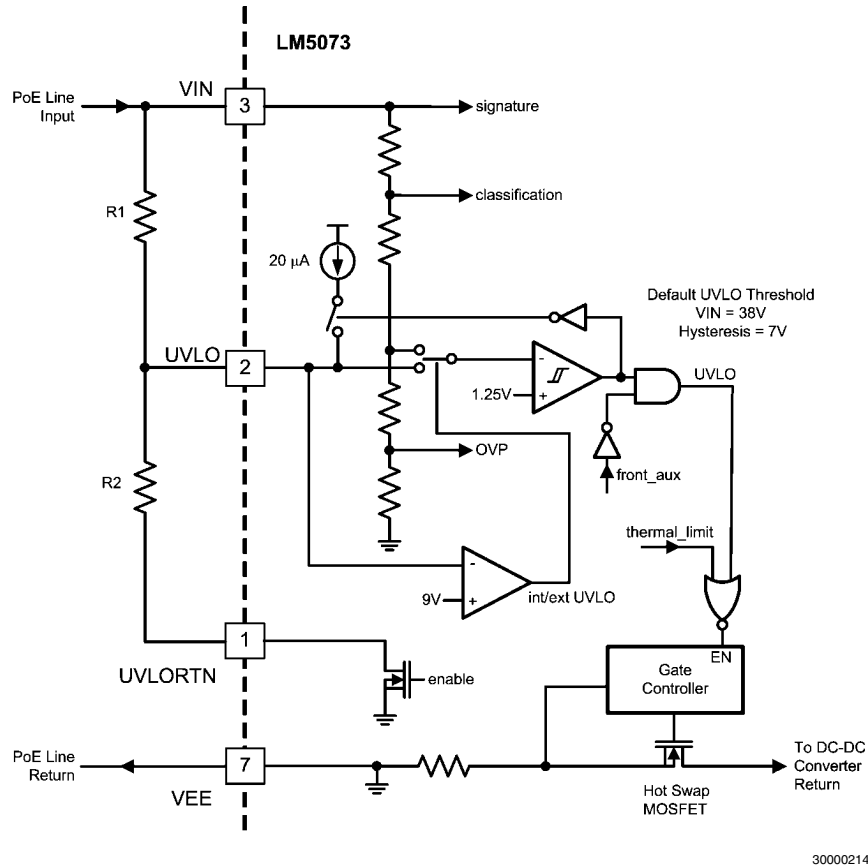 LM5073
VIN
PoE Line
Input
3
signature
R1
classification
20 µA
Default UVLO Threshold
VIN = 38V
Hysteresis = 7V
UVLO
2
-
1.25V
+
UVLO
front_aux
OVP
R2
thermal_limit
-
9V
+
int/ext UVLO
1
UVLORTN
enable
EN
Gate
Controller
PoE Line
Return
7
VEE
To DC-DC
Converter
Return
Hot Swap
MOSFET
30000214